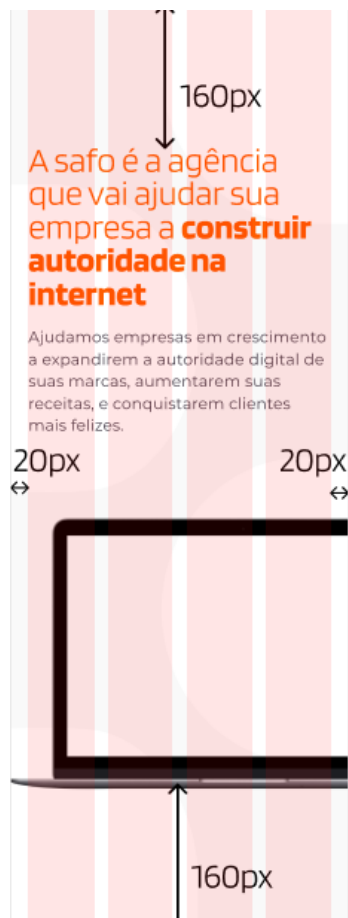 160px
A safo é a agência
que vai ajudar sua
empresa a construir
autoridade na
internet
Ajudamos empresas em crescimento
a expandirem a autoridade digital de
suas marcas, aumentarem suas
receitas, e conquistarem clientes
mais felizes.
20px 20px
160px